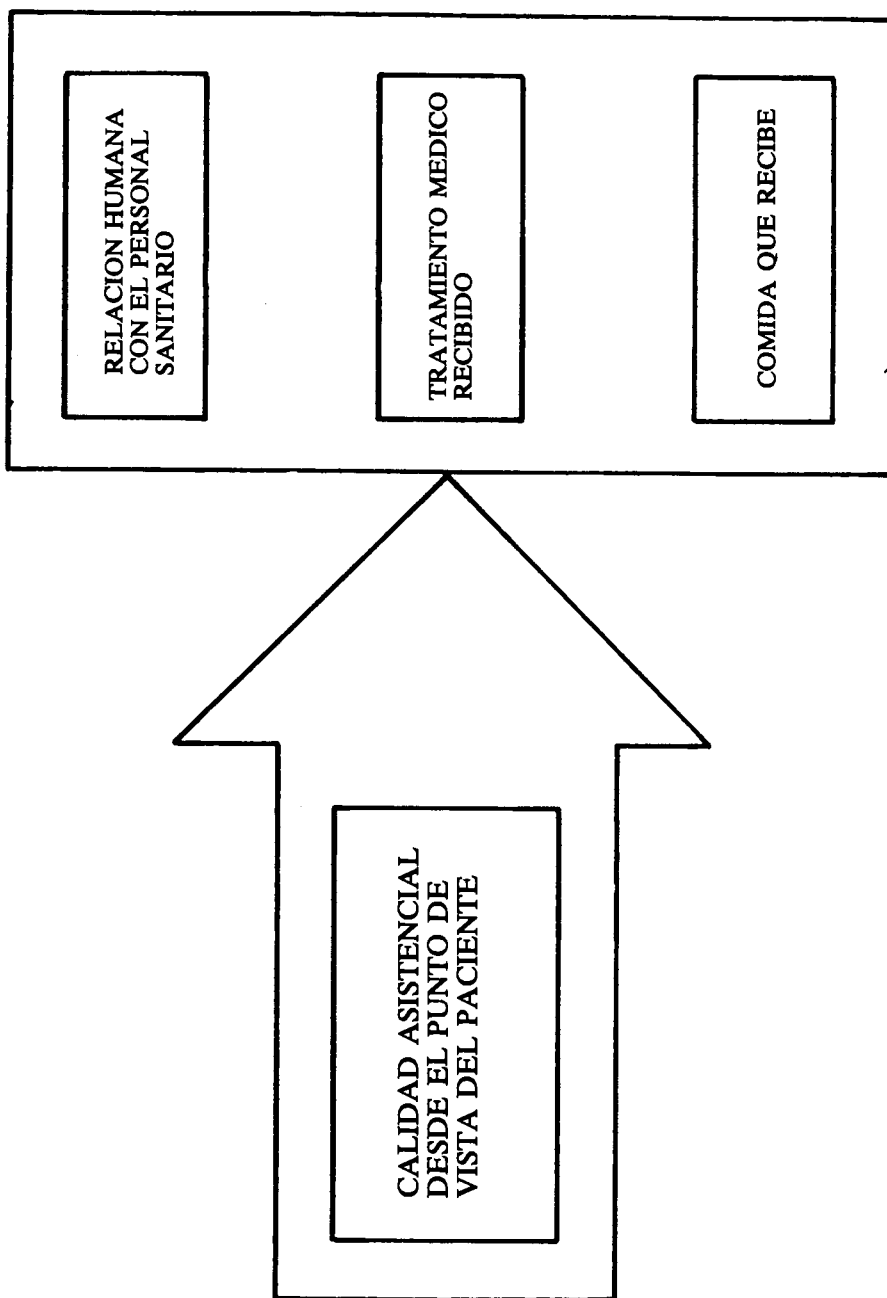 CALIDAD ASISTENCIAL
DESDE EL PUNTO DE
VISTA DEL PACIENTE
RELACION HUMANA
CON EL PERSONAL
SANITARIO
TRATAMIENTO MEDICO
RECIBIDO
COMIDA QUE RECIBE